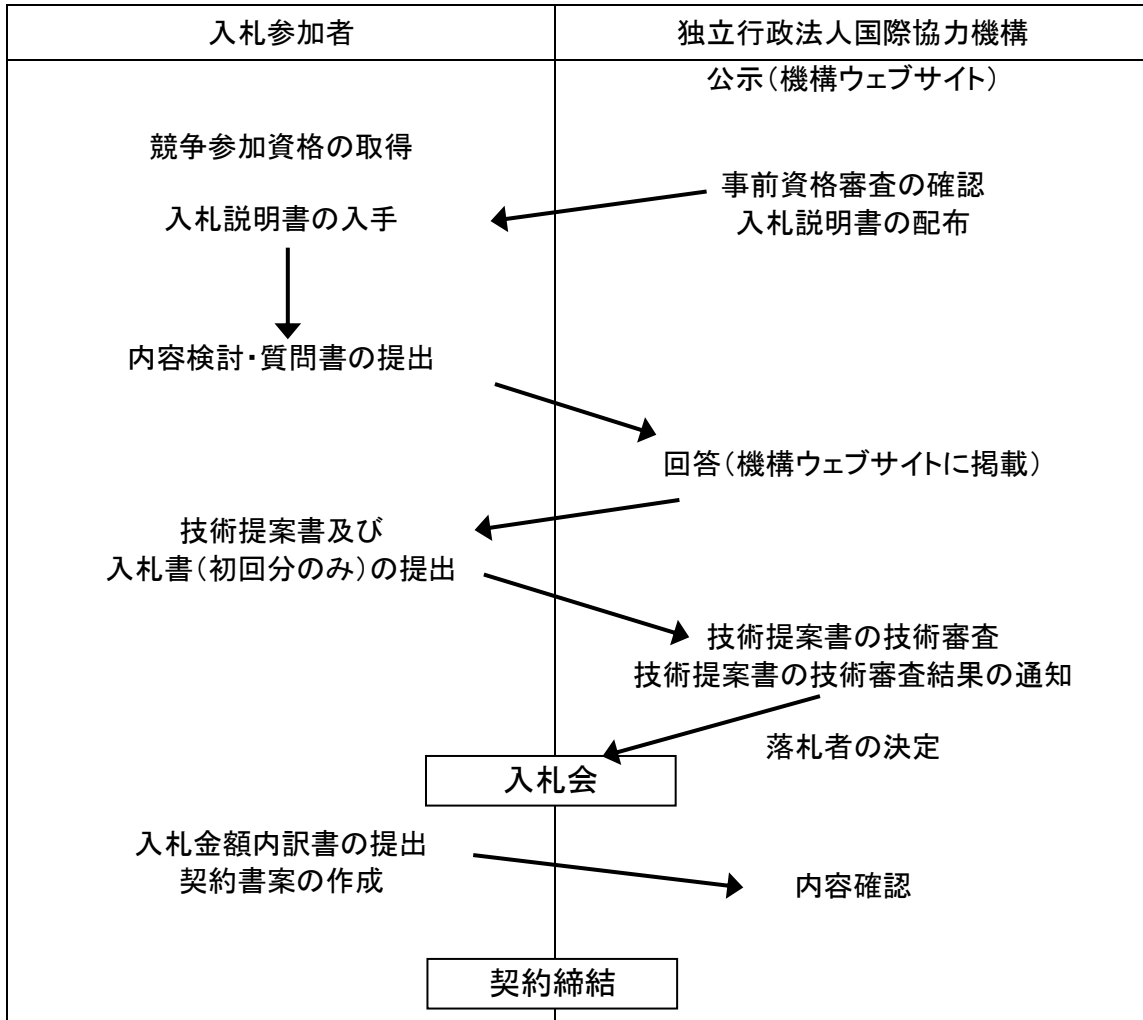 入札参加者
独立行政法人国際協力機構
公示（機構ウェブサイト）
競争参加資格の取得
事前資格審査の確認
入札説明書の配布
入札説明書の入手
内容検討・質問書の提出
回答（機構ウェブサイトに掲載）
技術提案書及び
入札書（初回分のみ）の提出
技術提案書の技術審査
技術提案書の技術審査結果の通知
落札者の決定
入札会
入札金額内訳書の提出
契約書案の作成
内容確認
契約締結